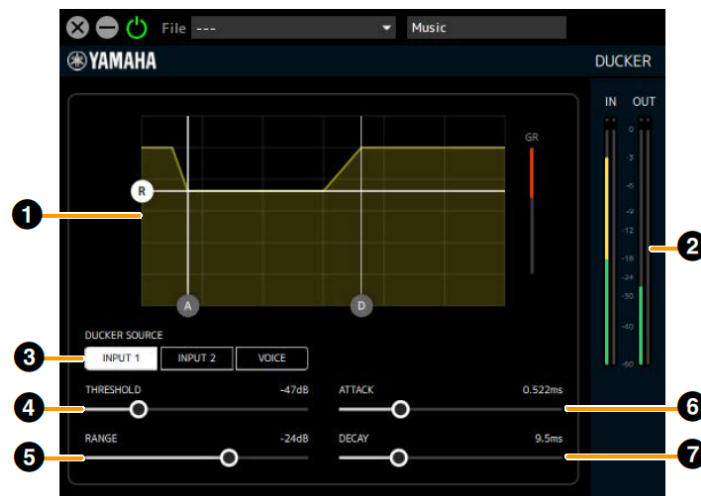 File --- Music
YAMAHA DUCKER
IN OUT
GR
0
-3
-6
-9
-12
-18
-24
-30
-40
-60
R
A D
1
2
DUCKER SOURCE
3 INPUT 1 INPUT 2 VOICE
THRESHOLD -47dB ATTACK 0.522ms
4 6
RANGE -24dB DECAY 9.5ms
5 7